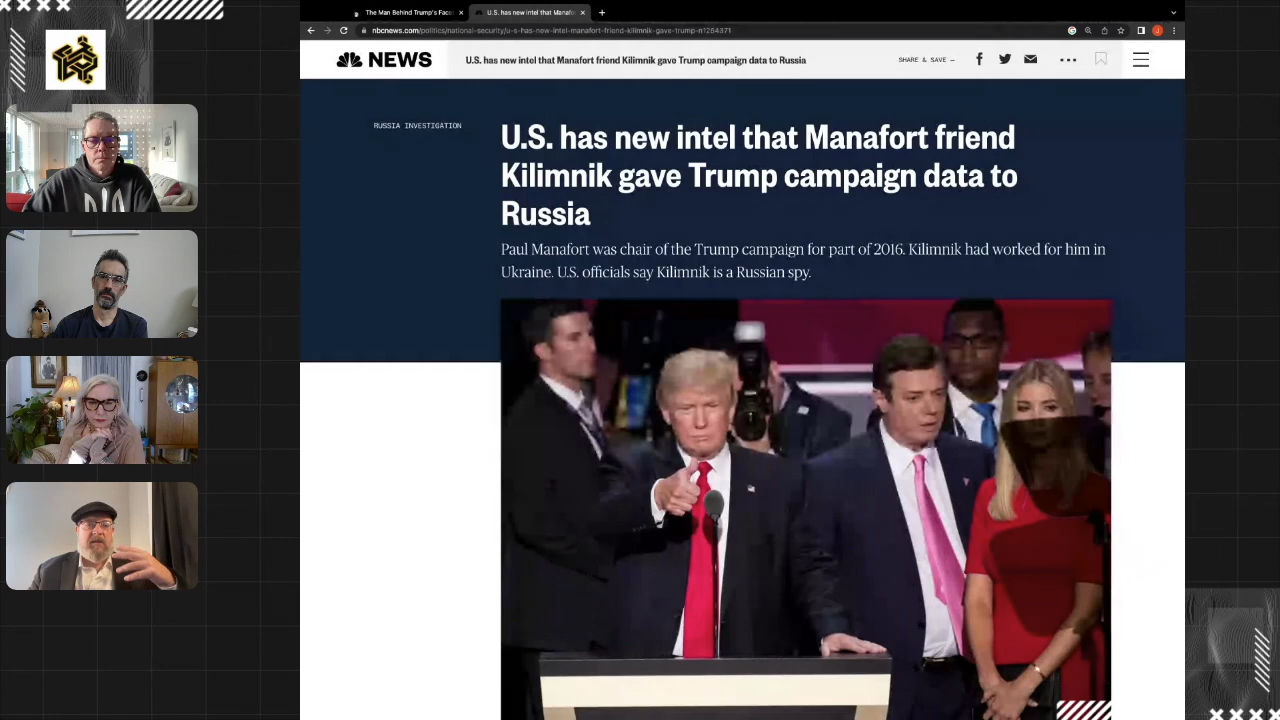 The Man Behind Trump's Face
U.S. has new intel that Manafo
nbcnews.com/politics/national-security/u-s-has-new-intel-manafort-friend-kilimnik-gave-trump-n1264371
J
NEWS
U.S. has new intel that Manafort friend Kilimnik gave Trump campaign data to Russia
SHARE & SAVE —
RUSSIA INVESTIGATION
U.S. has new intel that Manafort friend
Kilimnik gave Trump campaign data to
Russia
Paul Manafort was chair of the Trump campaign for part of 2016. Kilimnik had worked for him in
Ukraine. U.S. officials say Kilimnik is a Russian spy.